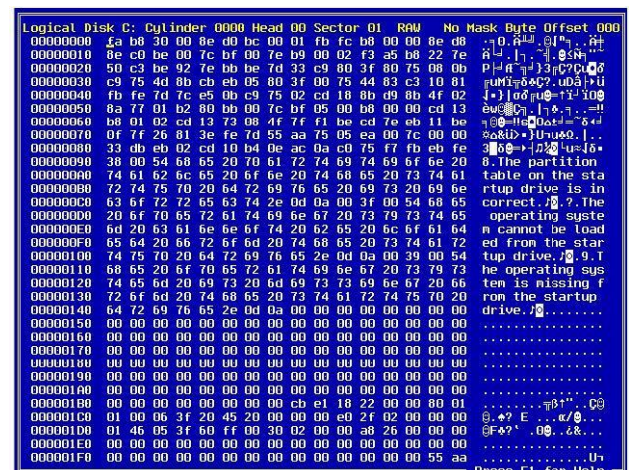 Logical Disk C: Cylinder 0000 Head 00 Sector 01 RAW No Mask Byte Offset 000
00000000 fa b8 30 00 8e d0 bc 00 01 fb fc b8 00 00 8e d8
00000010 8e c0 be 00 7c bf 00 7e b9 00 02 f3 a5 b8 22 7e
00000020 50 c3 be 92 7e bb be 7d 33 c9 80 3f 80 75 08 0b
00000030 c9 75 4d 8b cb eb 05 80 3f 00 75 44 83 c3 10 81
00000040 fb fe 7d 7c e5 0b c9 75 02 cd 18 8b d9 8b 4f 02
00000050 8a 77 01 b2 80 bb 00 7c bf 05 00 b8 00 00 cd 13
00000060 b8 01 02 cd 13 73 08 4f 7f f1 be cd 7e eb 11 be
00000070 0f 7f 26 81 3e fe 7d 55 aa 75 05 ea 00 7c 00 00
00000080 33 db eb 02 cd 10 b4 0e ac 0a c0 75 f7 fb eb fe
00000090 38 00 54 68 65 20 70 61 72 74 69 74 69 6f 6e 20 8.The partition
000000A0 74 61 62 6c 65 20 6f 6e 20 74 68 65 20 73 74 61 table on the sta
000000B0 72 74 75 70 20 64 72 69 76 65 20 69 73 20 69 6e rtup drive is in
000000C0 63 6f 72 72 65 63 74 2e 0d 0a 00 3f 00 54 68 65 correct.♪◙.?.The
000000D0 20 6f 70 65 72 61 74 69 6e 67 20 73 79 73 74 65 operating syste
000000E0 6d 20 63 61 6e 6e 6f 74 20 62 65 20 6c 6f 61 64 m cannot be load
000000F0 65 64 20 66 72 6f 6d 20 74 68 65 20 73 74 61 72 ed from the star
00000100 74 75 70 20 64 72 69 76 65 2e 0d 0a 00 39 00 54 tup drive.♪◙.9.T
00000110 68 65 20 6f 70 65 72 61 74 69 6e 67 20 73 79 73 he operating sys
00000120 74 65 6d 20 69 73 20 6d 69 73 73 69 6e 67 20 66 tem is missing f
00000130 72 6f 6d 20 74 68 65 20 73 74 61 72 74 75 70 20 rom the startup
00000140 64 72 69 76 65 2e 0d 0a 00 00 00 00 00 00 00 00 drive.♪◙........
00000150 00 00 00 00 00 00 00 00 00 00 00 00 00 00 00 00 ................
00000160 00 00 00 00 00 00 00 00 00 00 00 00 00 00 00 00 ................
00000170 00 00 00 00 00 00 00 00 00 00 00 00 00 00 00 00 ................
00000180 00 00 00 00 00 00 00 00 00 00 00 00 00 00 00 00 ................
00000190 00 00 00 00 00 00 00 00 00 00 00 00 00 00 00 00 ................
000001A0 00 00 00 00 00 00 00 00 00 00 00 00 00 00 00 00 ................
000001B0 00 00 00 00 00 00 00 00 cb e1 18 22 00 00 80 01
000001C0 01 00 06 3f 20 45 20 00 00 00 e0 2f 02 00 00 00
000001D0 01 46 05 3f 60 ff 00 30 02 00 00 a8 26 00 00 00
000001E0 00 00 00 00 00 00 00 00 00 00 00 00 00 00 00 00 ................
000001F0 00 00 00 00 00 00 00 00 00 00 00 00 00 00 55 aa ..............U¬
Press F1 for Help